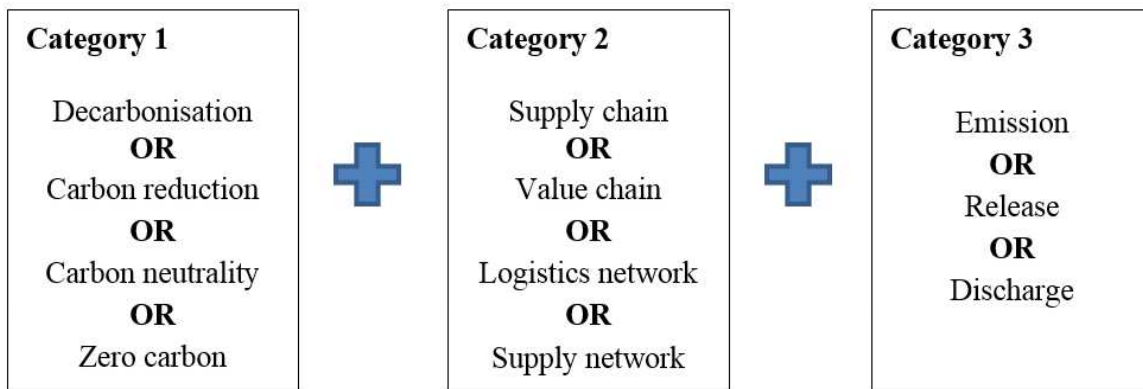 Category 1
Decarbonisation
OR
Carbon reduction
OR
Carbon neutrality
OR
Zero carbon
Category 2
Supply chain
OR
Value chain
OR
Logistics network
OR
Supply network
Category 3
Emission
OR
Release
OR
Discharge